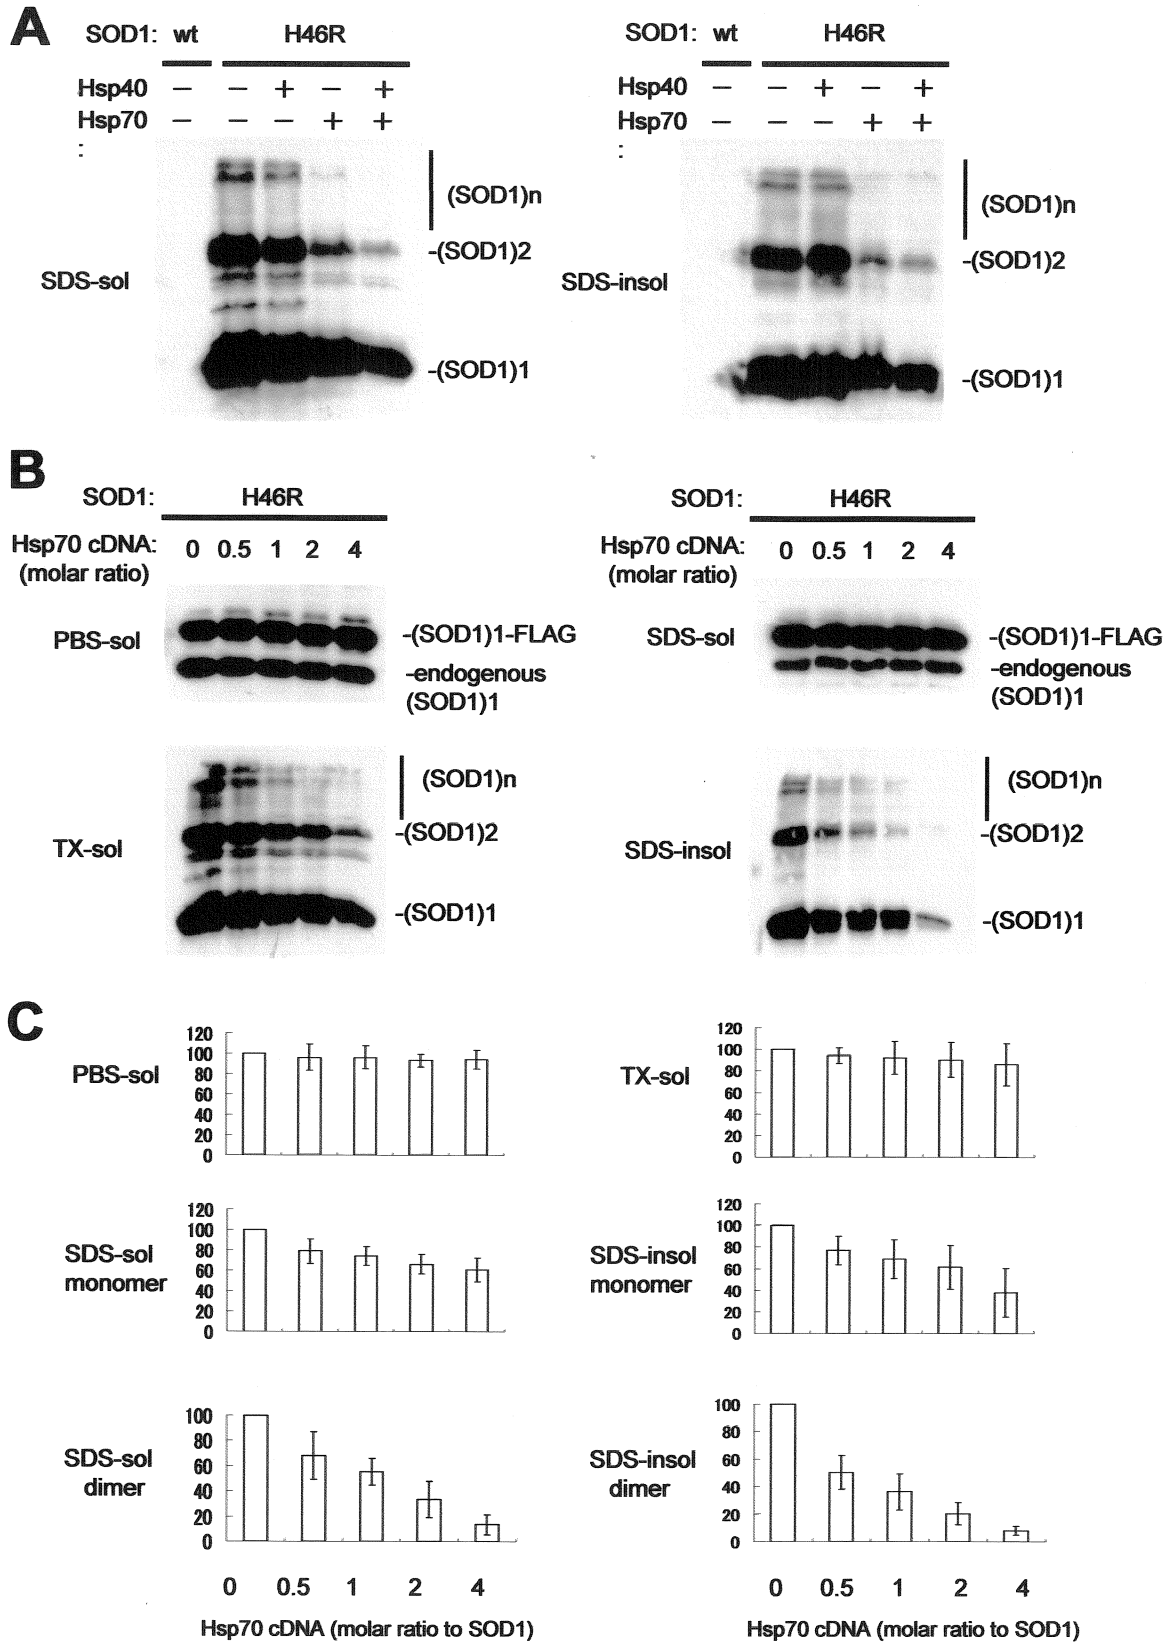 A
SOD1: wt H46R
Hsp40 − − + − +
Hsp70 − − − + +
:
SDS-sol
(SOD1)n
-(SOD1)2
-(SOD1)1
SOD1: wt H46R
Hsp40 − − + − +
Hsp70 − − − + +
:
SDS-insol
(SOD1)n
-(SOD1)2
-(SOD1)1
B
SOD1: H46R
Hsp70 cDNA: 0 0.5 1 2 4
(molar ratio)
PBS-sol
-(SOD1)1-FLAG
-endogenous
(SOD1)1
TX-sol
(SOD1)n
-(SOD1)2
-(SOD1)1
SOD1: H46R
Hsp70 cDNA: 0 0.5 1 2 4
(molar ratio)
SDS-sol
-(SOD1)1-FLAG
-endogenous
(SOD1)1
SDS-insol
(SOD1)n
-(SOD1)2
-(SOD1)1
C
PBS-sol
120
100
80
60
40
20
0
TX-sol
120
100
80
60
40
20
0
SDS-sol
monomer
120
100
80
60
40
20
0
SDS-insol
monomer
120
100
80
60
40
20
0
SDS-sol
dimer
100
80
60
40
20
0
0 0.5 1 2 4
Hsp70 cDNA (molar ratio to SOD1)
SDS-insol
dimer
100
80
60
40
20
0
0 0.5 1 2 4
Hsp70 cDNA (molar ratio to SOD1)